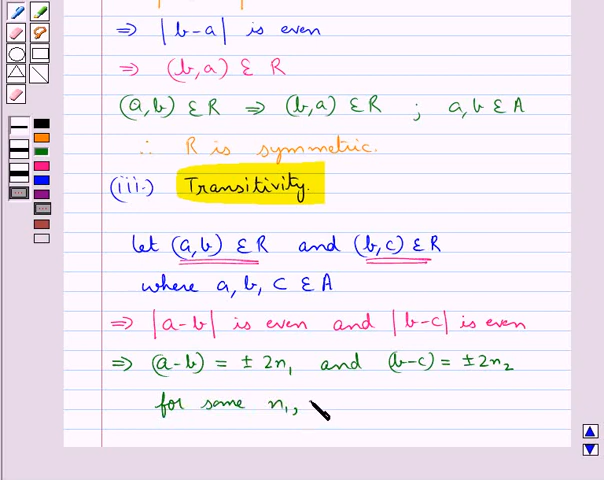 ⇒ |b-a| is even
⇒ (b,a) Ɛ R
(a,b) Ɛ R ⇒ (b,a) Ɛ R ; a,b Ɛ A
∴ R is symmetric.
(iii.) Transitivity.
let (a,b) Ɛ R and (b,c) Ɛ R
where a, b, c Ɛ A
⇒ |a-b| is even and |b-c| is even
⇒ (a-b) = ± 2n₁ and (b-c) = ± 2n₂
for some n₁,